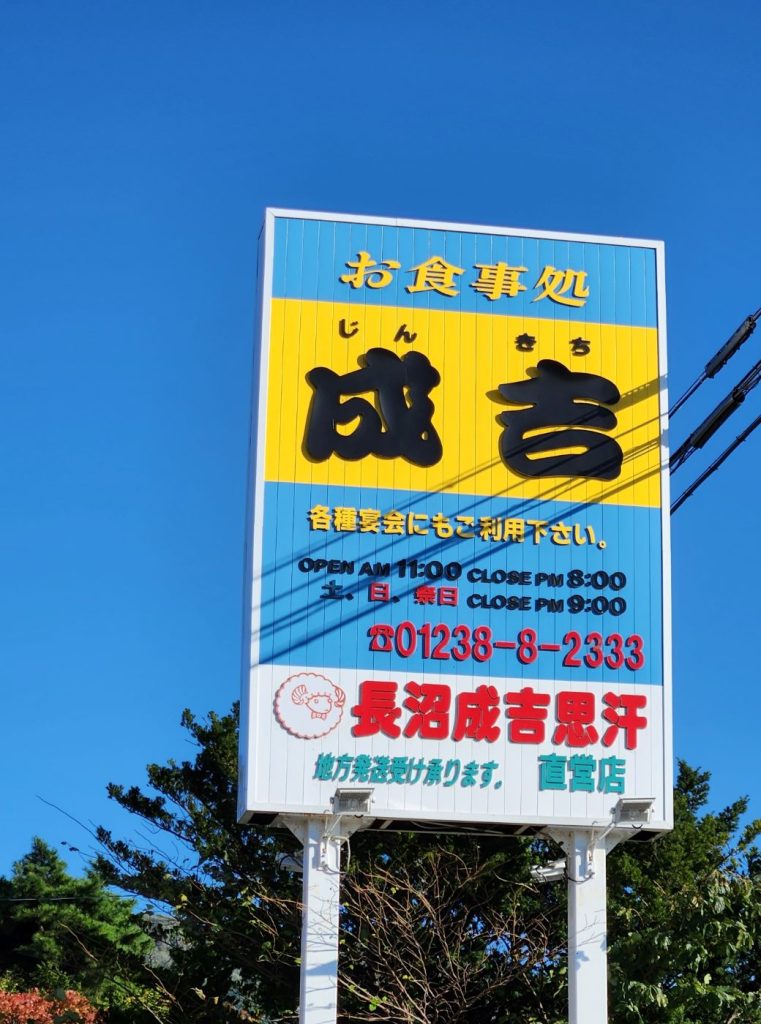 お食事処
じん きち
成吉
各種宴会にもご利用下さい。
OPEN AM 11:00 CLOSE PM 8:00
土、日、祭日 CLOSE PM 9:00
☎01238-8-2333
長沼成吉思汗
地方発送受け承ります。 直営店